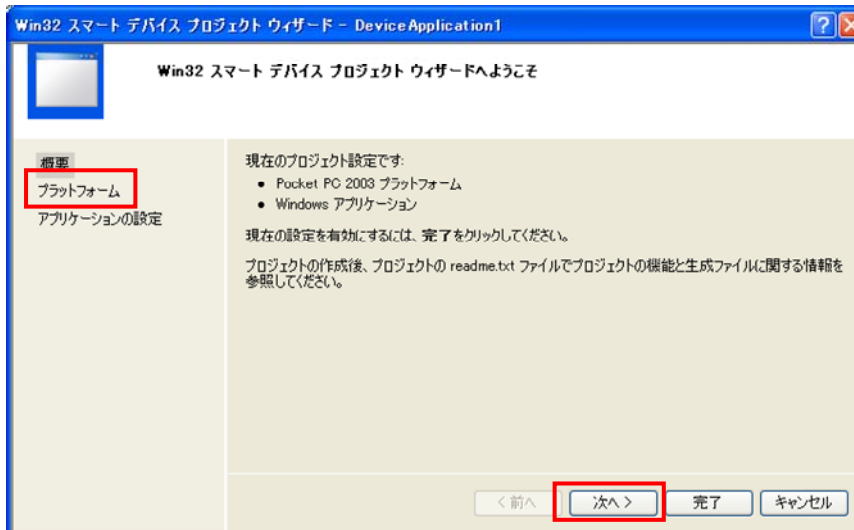 Win32 スマート デバイス プロジェクト ウィザード - DeviceApplication1
Win32 スマート デバイス プロジェクト ウィザードへようこそ
概要
プラットフォーム
アプリケーションの設定
現在のプロジェクト設定です:
• Pocket PC 2003 プラットフォーム
• Windows アプリケーション
現在の設定を有効にするには、完了をクリックしてください。
プロジェクトの作成後、プロジェクトの readme.txt ファイルでプロジェクトの機能と生成ファイルに関する情報を
参照してください。
< 前へ
次へ >
完了
キャンセル